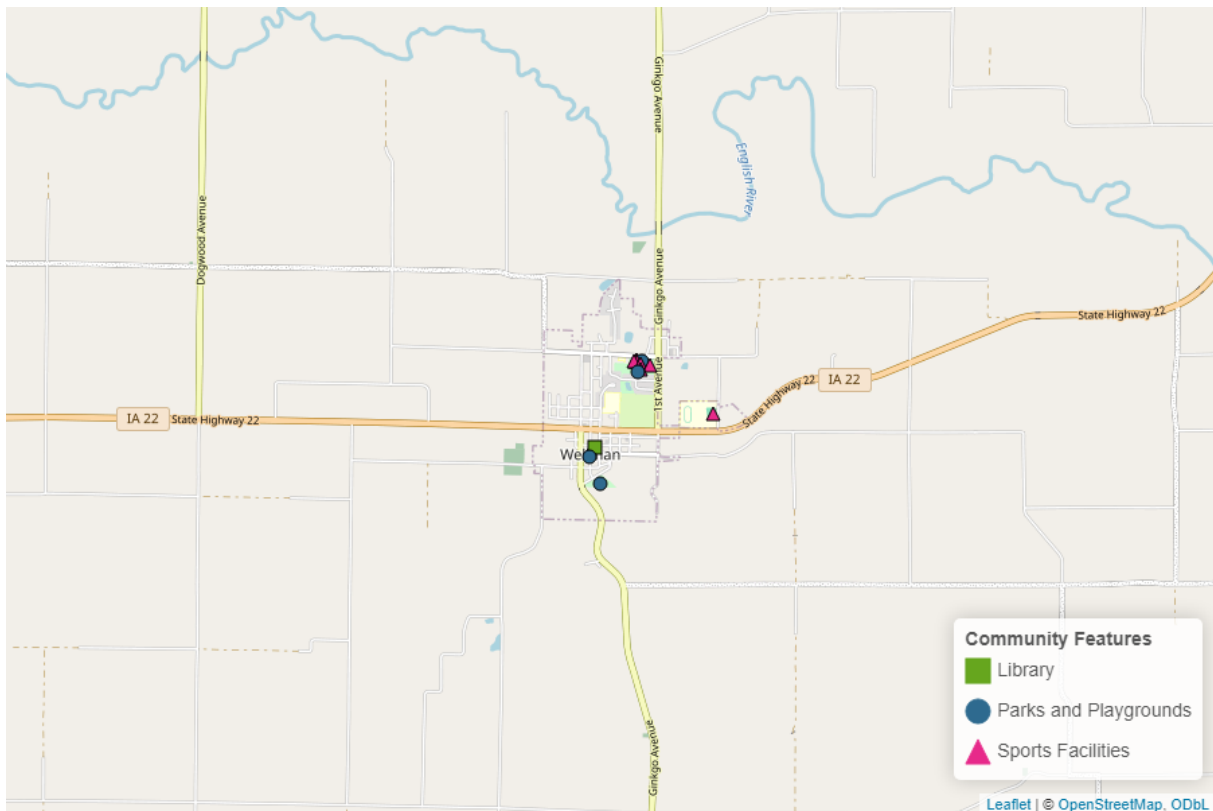 Ginkgo Avenue
English River
Dogwood Avenue
Ginkgo Avenue
State Highway 22
1st Avenue
State Highway 22
IA 22
IA 22
State Highway 22
Ginkgo Avenue
Community Features
Library
Parks and Playgrounds
Sports Facilities
Leaflet | © OpenStreetMap, ODbL